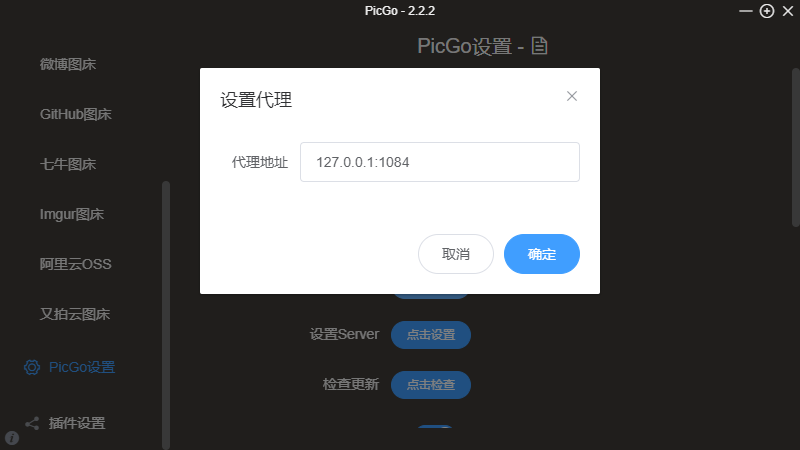 PicGo - 2.2.2
PicGo设置 -
微博图床
GitHub图床
七牛图床
Imgur图床
阿里云OSS
又拍云图床
PicGo设置
插件设置
设置代理
代理地址 127.0.0.1:1084
取消 确定
设置Server 点击设置
检查更新 点击检查